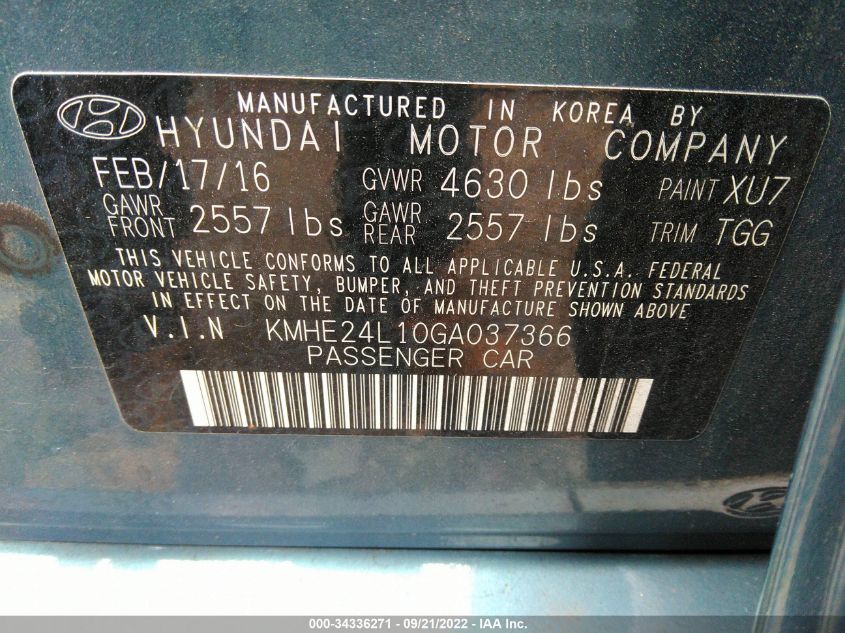 MANUFACTURED IN KOREA BY
HYUNDAI MOTOR COMPANY
FEB/17/16 GVWR 4630 lbs PAINT XU7
GAWR FRONT 2557 lbs GAWR REAR 2557 lbs TRIM TGG
THIS VEHICLE CONFORMS TO ALL APPLICABLE U.S.A. FEDERAL
MOTOR VEHICLE SAFETY, BUMPER, AND THEFT PREVENTION STANDARDS
IN EFFECT ON THE DATE OF MANUFACTURE SHOWN ABOVE
V.I.N KMHE24L10GA037366
PASSENGER CAR
000-34336271 - 09/21/2022 - IAA Inc.